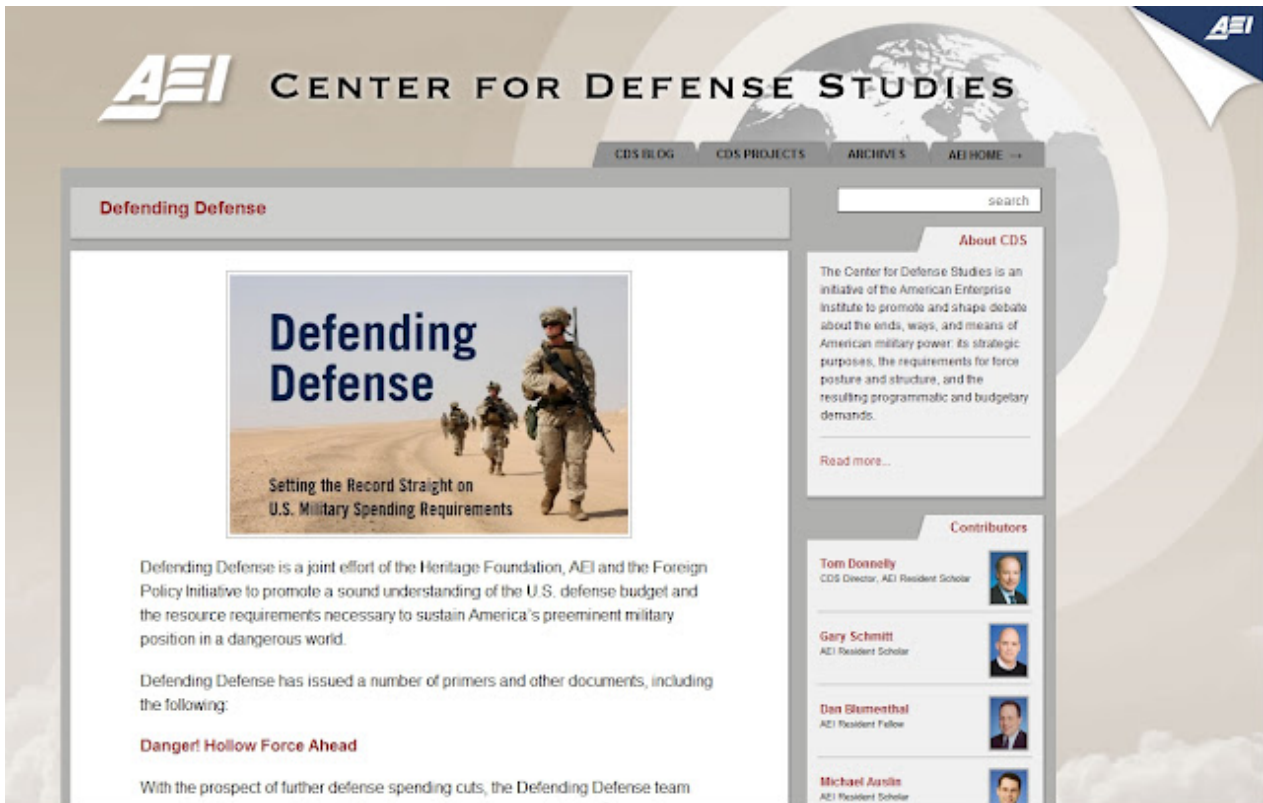 AEI
AEI CENTER FOR DEFENSE STUDIES
CDS BLOG CDS PROJECTS ARCHIVES AEI HOME →
Defending Defense
search
Defending
Defense
Setting the Record Straight on
U.S. Military Spending Requirements
Defending Defense is a joint effort of the Heritage Foundation, AEI and the Foreign
Policy Initiative to promote a sound understanding of the U.S. defense budget and
the resource requirements necessary to sustain America's preeminent military
position in a dangerous world.
Defending Defense has issued a number of primers and other documents, including
the following:
Danger! Hollow Force Ahead
With the prospect of further defense spending cuts, the Defending Defense team
About CDS
The Center for Defense Studies is an
initiative of the American Enterprise
Institute to promote and shape debate
about the ends, ways, and means of
American military power: its strategic
purposes, the requirements for force
posture and structure, and the
resulting programmatic and budgetary
demands.
Read more...
Contributors
Tom Donnelly
CDS Director, AEI Resident Scholar
Gary Schmitt
AEI Resident Scholar
Dan Blumenthal
AEI Resident Fellow
Michael Auslin
AEI Resident Scholar